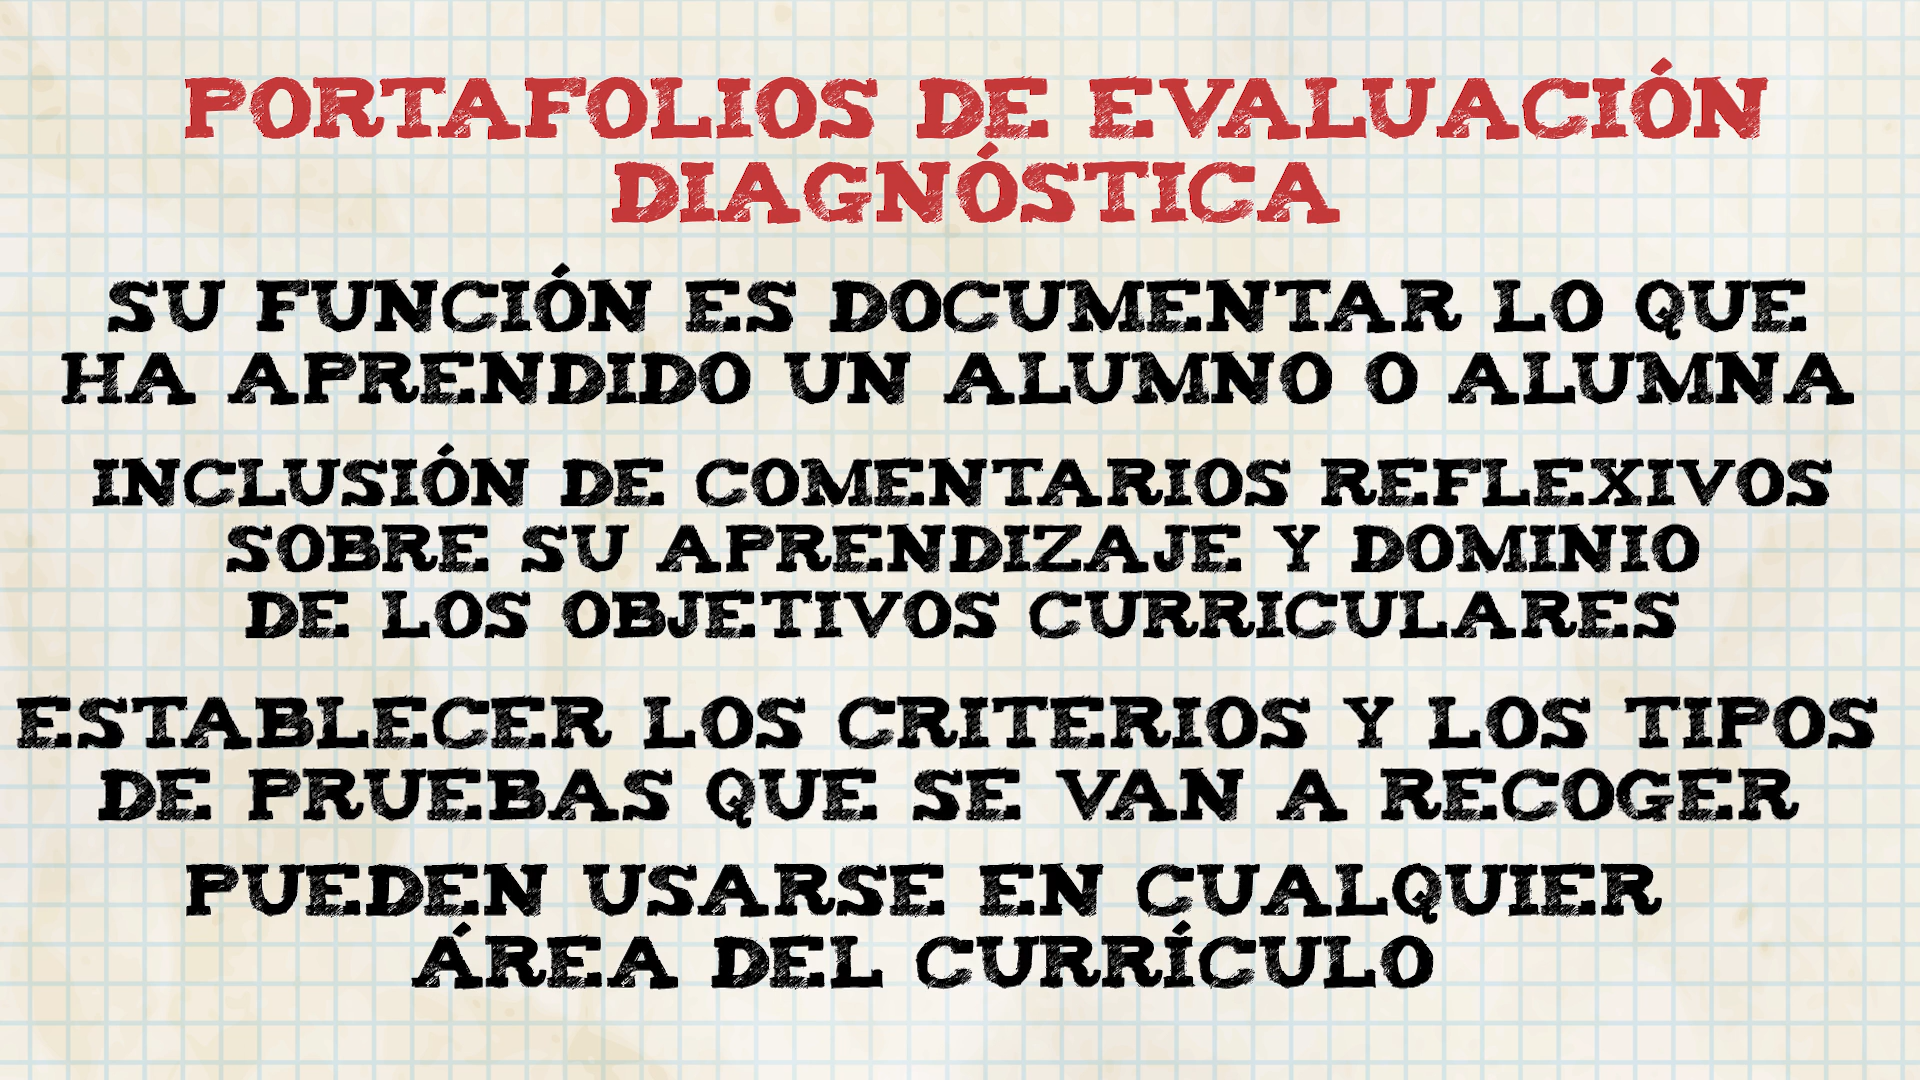 PORTAFOLIOS DE EVALUACIÓN
DIAGNÓSTICA
SU FUNCIÓN ES DOCUMENTAR LO QUE
HA APRENDIDO UN ALUMNO O ALUMNA
INCLUSIÓN DE COMENTARIOS REFLEXIVOS
SOBRE SU APRENDIZAJE Y DOMINIO
DE LOS OBJETIVOS CURRICULARES
ESTABLECER LOS CRITERIOS Y LOS TIPOS
DE PRUEBAS QUE SE VAN A RECOGER
PUEDEN USARSE EN CUALQUIER
ÁREA DEL CURRÍCULO